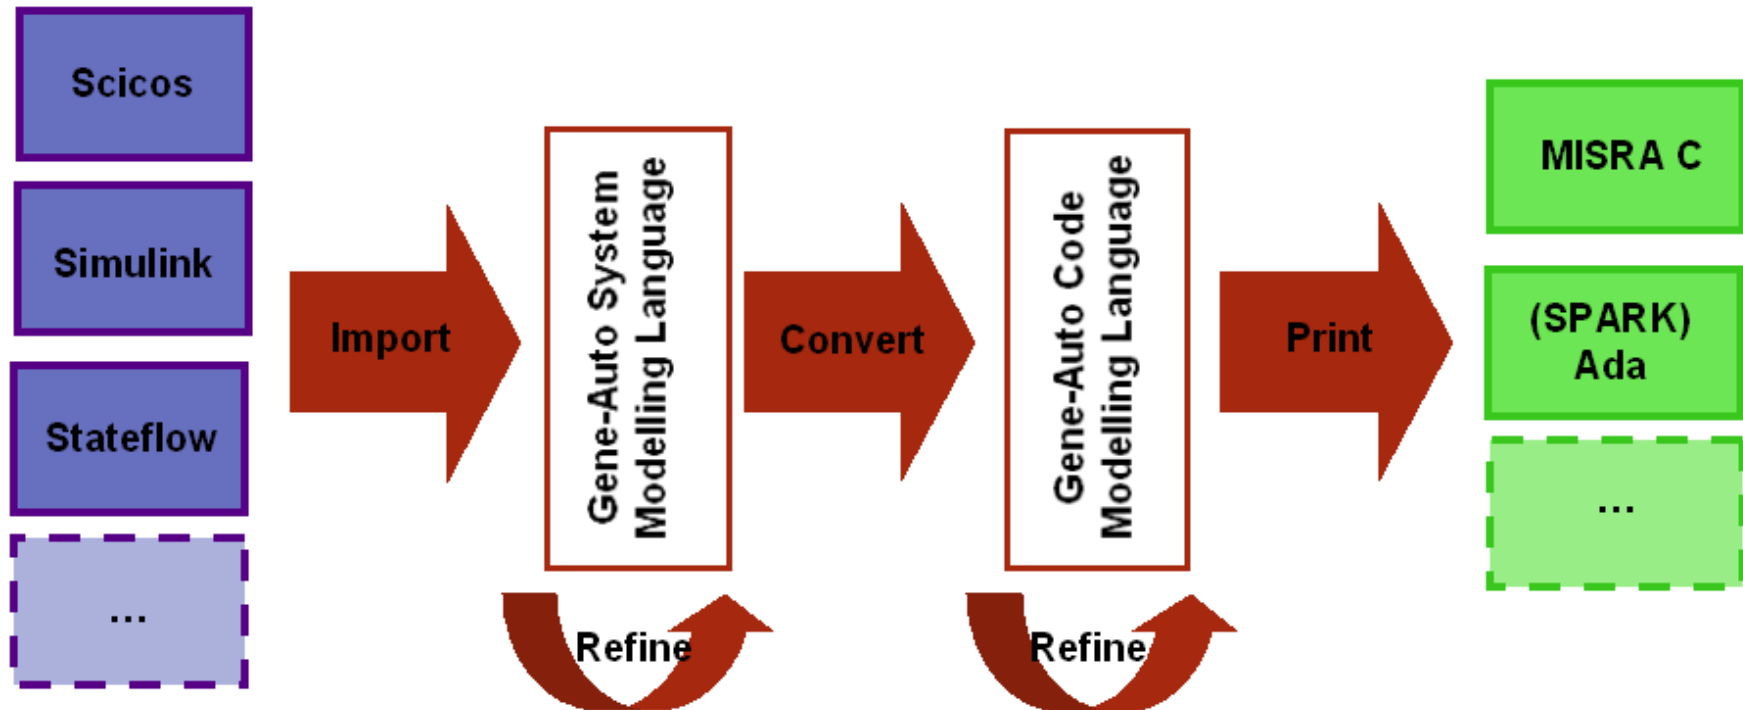 Scicos
Simulink
Stateflow
...
Import
Gene-Auto System
Modelling Language
Refine
Convert
Gene-Auto Code
Modelling Language
Refine
Print
MISRA C
(SPARK)
Ada
...